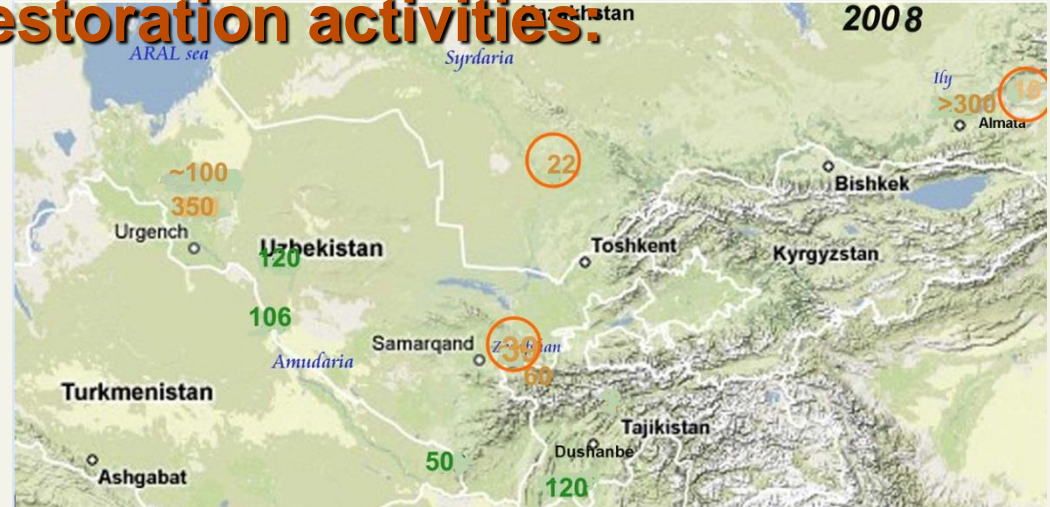 estoration activities:
2008
ARAL sea
Syrdaria
Ily
>300
Almata
22
~100
350
Bishkek
Urgench
Uzbekistan
120
Toshkent
Kyrgyzstan
106
Samarqand
60
Amudaria
Turkmenistan
Tajikistan
Dushanbe
50
Ashgabat
120